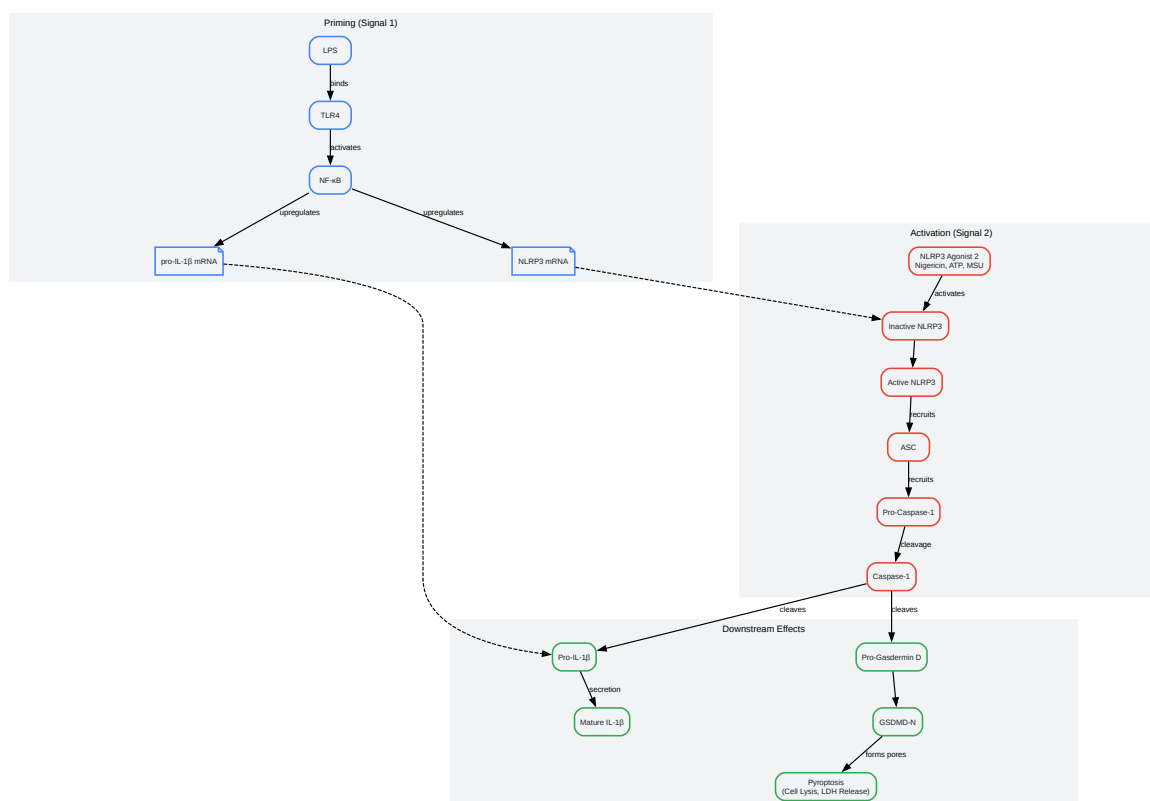 Priming (Signal 1)
LPS
binds
TLR4
activates
NF-κB
upregulates
upregulates
pro-IL-1β mRNA
NLRP3 mRNA
Activation (Signal 2)
NLRP3 Agonist 2
Nigericin, ATP, MSU
activates
Inactive NLRP3
Active NLRP3
recruits
ASC
recruits
Pro-Caspase-1
cleavage
Caspase-1
cleaves
cleaves
Downstream Effects
Pro-IL-1β
Pro-Gasdermin D
secretion
Mature IL-1β
GSDMD-N
forms pores
Pyroptosis
(Cell Lysis, LDH Release)